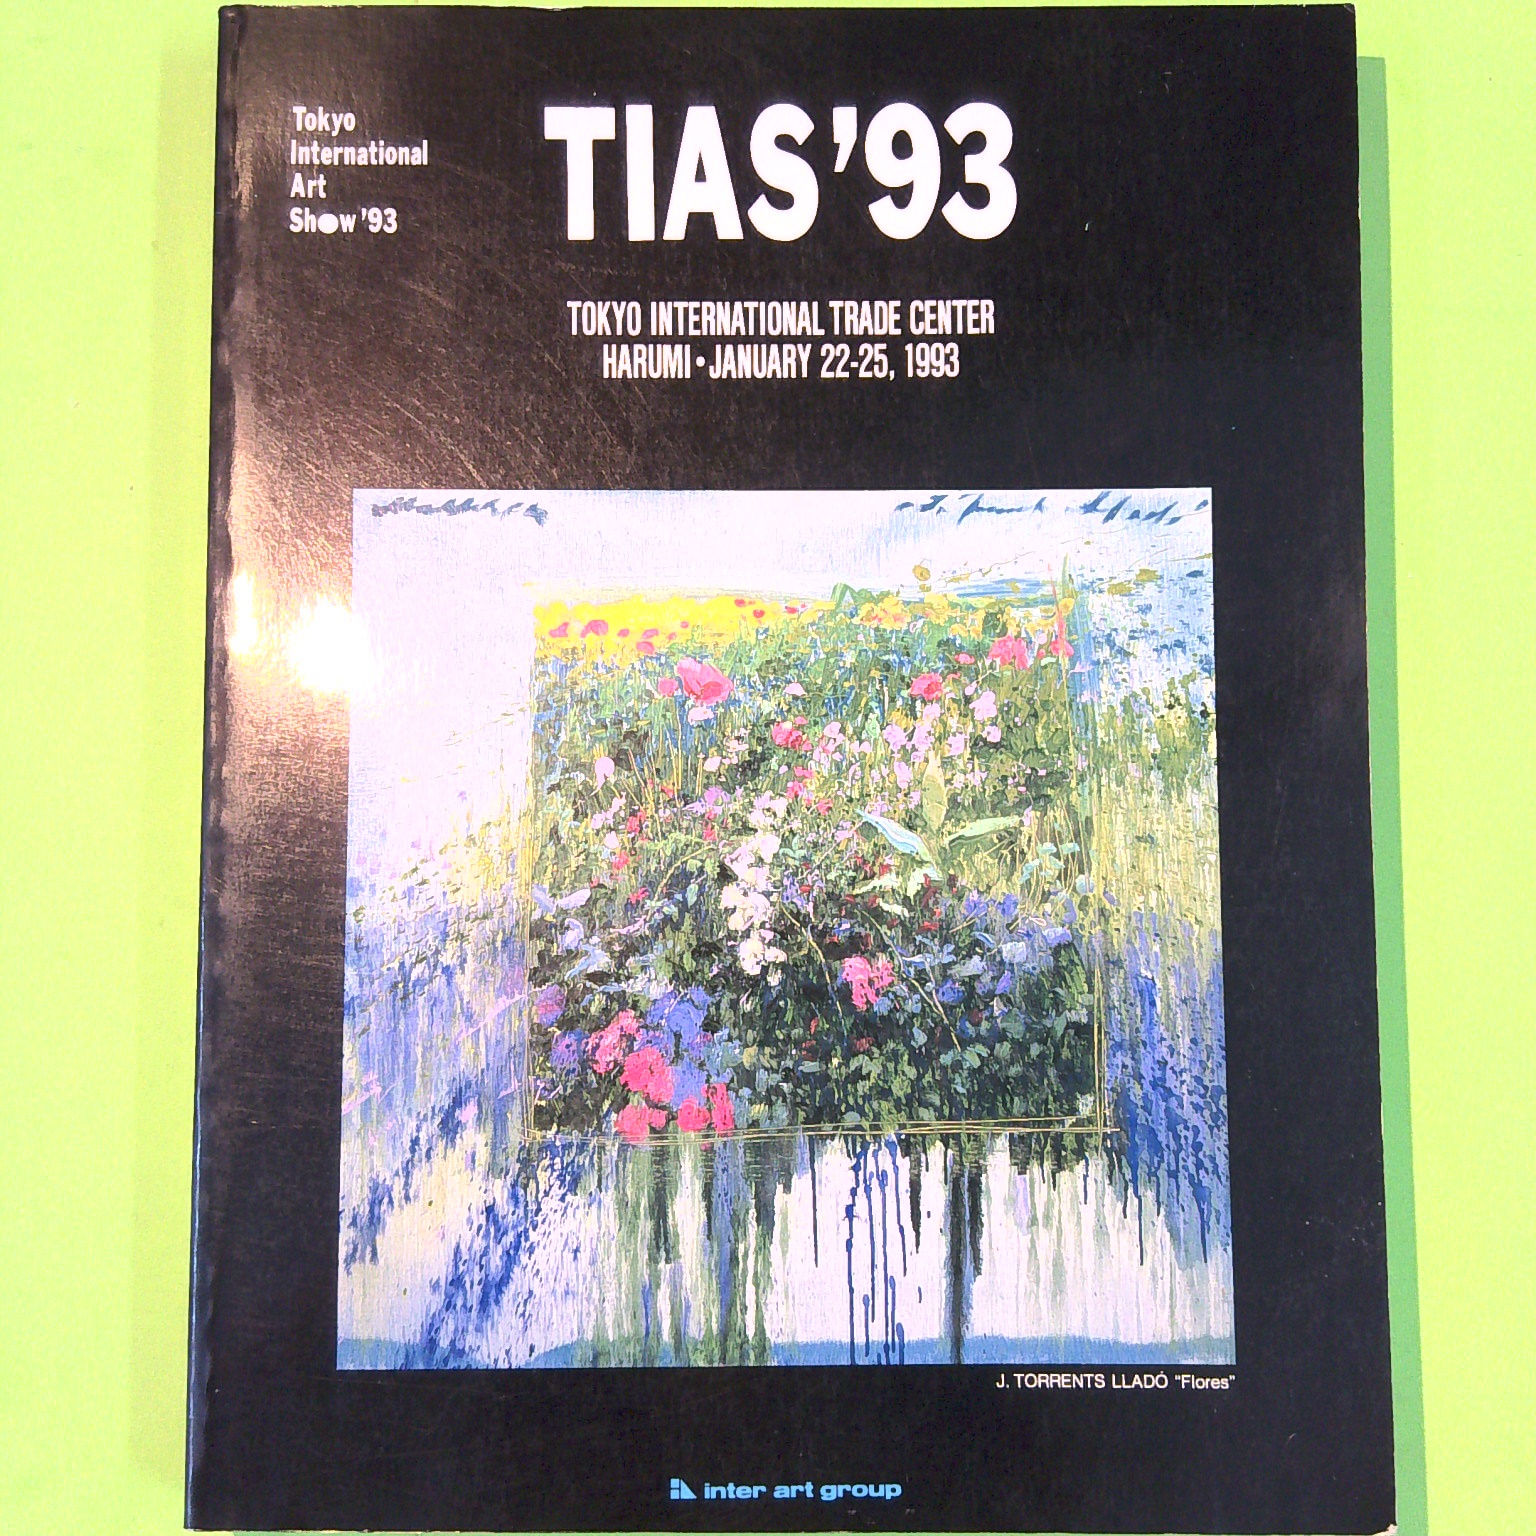 Tokyo
International
Art
Show '93
TIAS'93
TOKYO INTERNATIONAL TRADE CENTER
HARUMI • JANUARY 22-25, 1993
J. TORRENTS LLADÓ "Flores"
inter art group